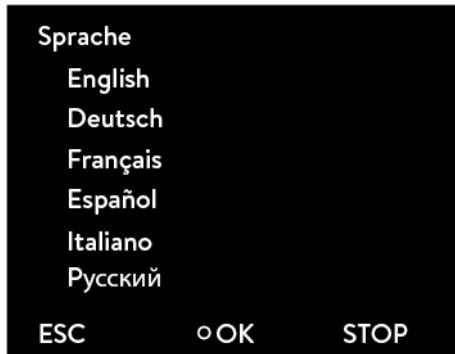 Sprache
English
Deutsch
Français
Español
Italiano
Русский
ESC OK STOP